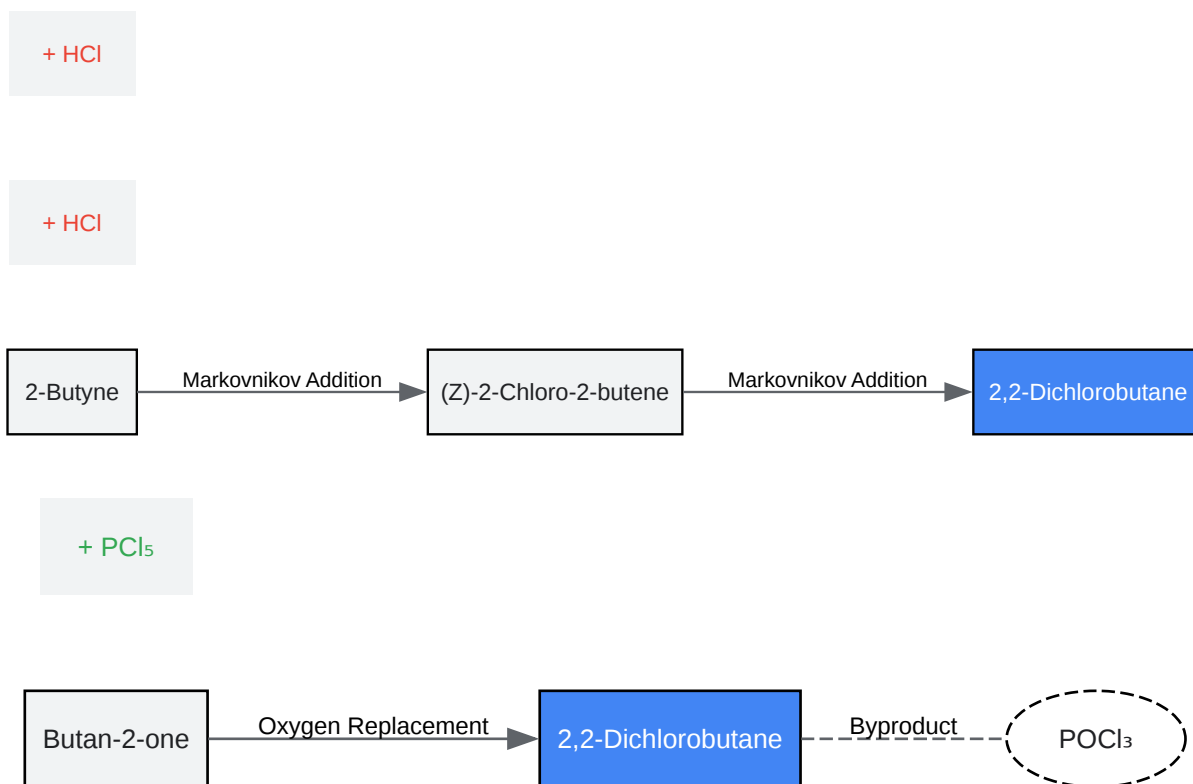 + HCl
+ HCl
2-Butyne
Markovnikov Addition
(Z)-2-Chloro-2-butene
Markovnikov Addition
2,2-Dichlorobutane
+ PCl₅
Butan-2-one
Oxygen Replacement
2,2-Dichlorobutane
Byproduct
POCl₃